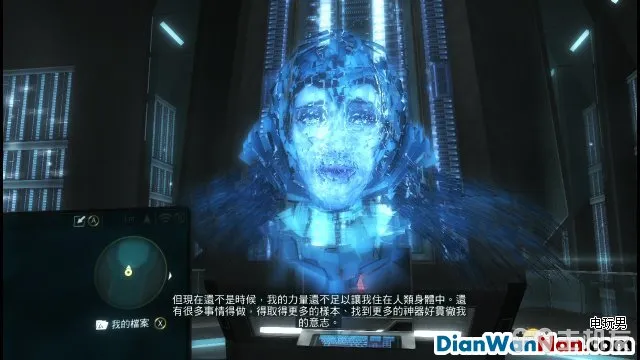 但現在還不是時候，我的力量還不足以讓我住在人類身體中。還
有很多事情得做。得取得更多的樣本、找到更多的神器好貫徹我
的意志。
A
我的檔案 X
电玩男
DianWanNan.com